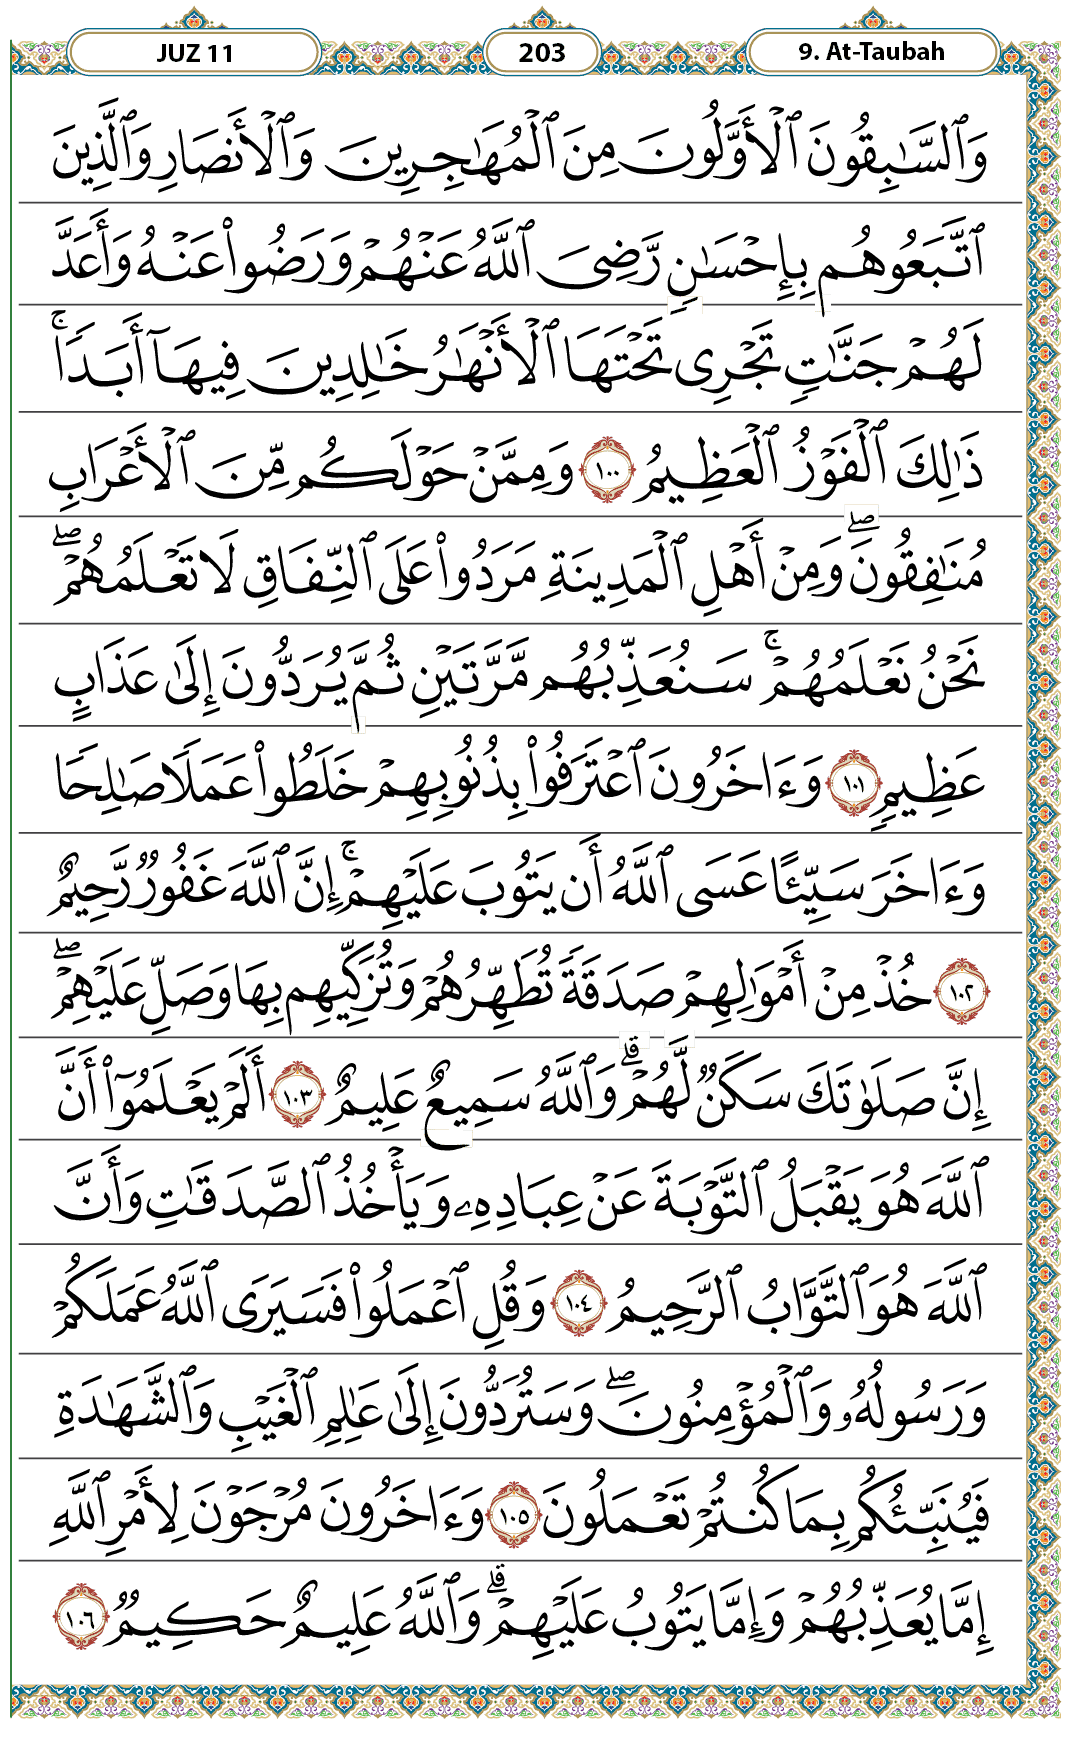 JUZ 11 203 9. At-Taubah
وَٱلسَّٰبِقُونَ ٱلْأَوَّلُونَ مِنَ ٱلْمُهَٰجِرِينَ وَٱلْأَنصَارِ وَٱلَّذِينَ
ٱتَّبَعُوهُم بِإِحْسَٰنٍ رَّضِىَ ٱللَّهُ عَنْهُمْ وَرَضُوا۟ عَنْهُ وَأَعَدَّ
لَهُمْ جَنَّٰتٍ تَجْرِى تَحْتَهَا ٱلْأَنْهَٰرُ خَٰلِدِينَ فِيهَآ أَبَدًا ۚ
ذَٰلِكَ ٱلْفَوْزُ ٱلْعَظِيمُ ١٠٠ وَمِمَّنْ حَوْلَكُم مِّنَ ٱلْأَعْرَابِ
مُنَٰفِقُونَ ۖ وَمِنْ أَهْلِ ٱلْمَدِينَةِ مَرَدُوا۟ عَلَى ٱلنِّفَاقِ لَا تَعْلَمُهُمْ ۖ
نَحْنُ نَعْلَمُهُمْ ۚ سَنُعَذِّبُهُم مَّرَّتَيْنِ ثُمَّ يُرَدُّونَ إِلَىٰ عَذَابٍ
عَظِيمٍ ١٠١ وَءَاخَرُونَ ٱعْتَرَفُوا۟ بِذُنُوبِهِمْ خَلَطُوا۟ عَمَلًا صَٰلِحًا
وَءَاخَرَ سَيِّئًا عَسَى ٱللَّهُ أَن يَتُوبَ عَلَيْهِمْ ۚ إِنَّ ٱللَّهَ غَفُورٌ رَّحِيمٌ
١٠٢ خُذْ مِنْ أَمْوَٰلِهِمْ صَدَقَةً تُطَهِّرُهُمْ وَتُزَكِّيهِم بِهَا وَصَلِّ عَلَيْهِمْ ۖ
إِنَّ صَلَوٰتَكَ سَكَنٌ لَّهُمْ ۗ وَٱللَّهُ سَمِيعٌ عَلِيمٌ ١٠٣ أَلَمْ يَعْلَمُوٓا۟ أَنَّ
ٱللَّهَ هُوَ يَقْبَلُ ٱلتَّوْبَةَ عَنْ عِبَادِهِۦ وَيَأْخُذُ ٱلصَّدَقَٰتِ وَأَنَّ
ٱللَّهَ هُوَ ٱلتَّوَّابُ ٱلرَّحِيمُ ١٠٤ وَقُلِ ٱعْمَلُوا۟ فَسَيَرَى ٱللَّهُ عَمَلَكُمْ
وَرَسُولُهُۥ وَٱلْمُؤْمِنُونَ ۖ وَسَتُرَدُّونَ إِلَىٰ عَٰلِمِ ٱلْغَيْبِ وَٱلشَّهَٰدَةِ
فَيُنَبِّئُكُم بِمَا كُنتُمْ تَعْمَلُونَ ١٠٥ وَءَاخَرُونَ مُرْجَوْنَ لِأَمْرِ ٱللَّهِ
إِمَّا يُعَذِّبُهُمْ وَإِمَّا يَتُوبُ عَلَيْهِمْ ۗ وَٱللَّهُ عَلِيمٌ حَكِيمٌ ١٠٦